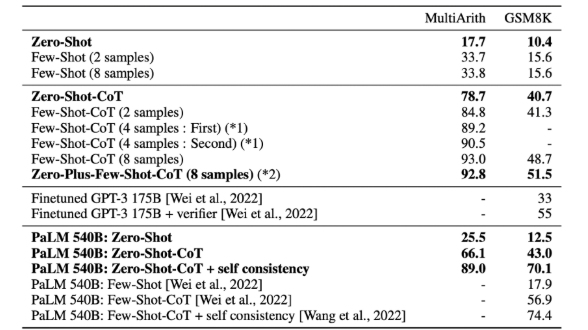 MultiArith GSM8K
Zero-Shot 17.7 10.4
Few-Shot (2 samples) 33.7 15.6
Few-Shot (8 samples) 33.8 15.6
Zero-Shot-CoT 78.7 40.7
Few-Shot-CoT (2 samples) 84.8 41.3
Few-Shot-CoT (4 samples : First) (*1) 89.2 -
Few-Shot-CoT (4 samples : Second) (*1) 90.5 -
Few-Shot-CoT (8 samples) 93.0 48.7
Zero-Plus-Few-Shot-CoT (8 samples) (*2) 92.8 51.5
Finetuned GPT-3 175B [Wei et al., 2022] - 33
Finetuned GPT-3 175B + verifier [Wei et al., 2022] - 55
PaLM 540B: Zero-Shot 25.5 12.5
PaLM 540B: Zero-Shot-CoT 66.1 43.0
PaLM 540B: Zero-Shot-CoT + self consistency 89.0 70.1
PaLM 540B: Few-Shot [Wei et al., 2022] - 17.9
PaLM 540B: Few-Shot-CoT [Wei et al., 2022] - 56.9
PaLM 540B: Few-Shot-CoT + self consistency [Wang et al., 2022] - 74.4